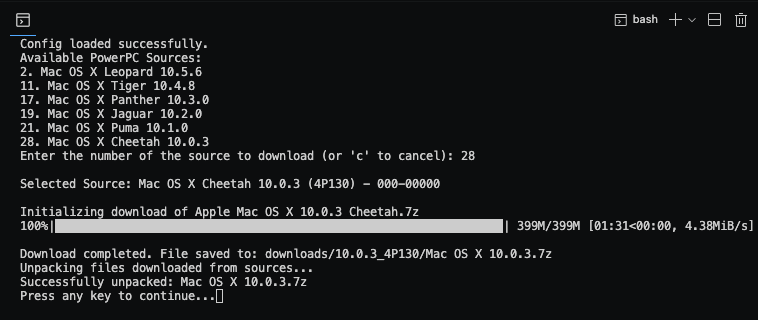 bash
Config loaded successfully.
Available PowerPC Sources:
2. Mac OS X Leopard 10.5.6
11. Mac OS X Tiger 10.4.8
17. Mac OS X Panther 10.3.0
19. Mac OS X Jaguar 10.2.0
21. Mac OS X Puma 10.1.0
28. Mac OS X Cheetah 10.0.3
Enter the number of the source to download (or 'c' to cancel): 28
Selected Source: Mac OS X Cheetah 10.0.3 (4P130) - 000-00000
Initializing download of Apple Mac OS X 10.0.3 Cheetah.7z
100%| | 399M/399M [01:31<00:00, 4.38MiB/s]
Download completed. File saved to: downloads/10.0.3_4P130/Mac OS X 10.0.3.7z
Unpacking files downloaded from sources...
Successfully unpacked: Mac OS X 10.0.3.7z
Press any key to continue...